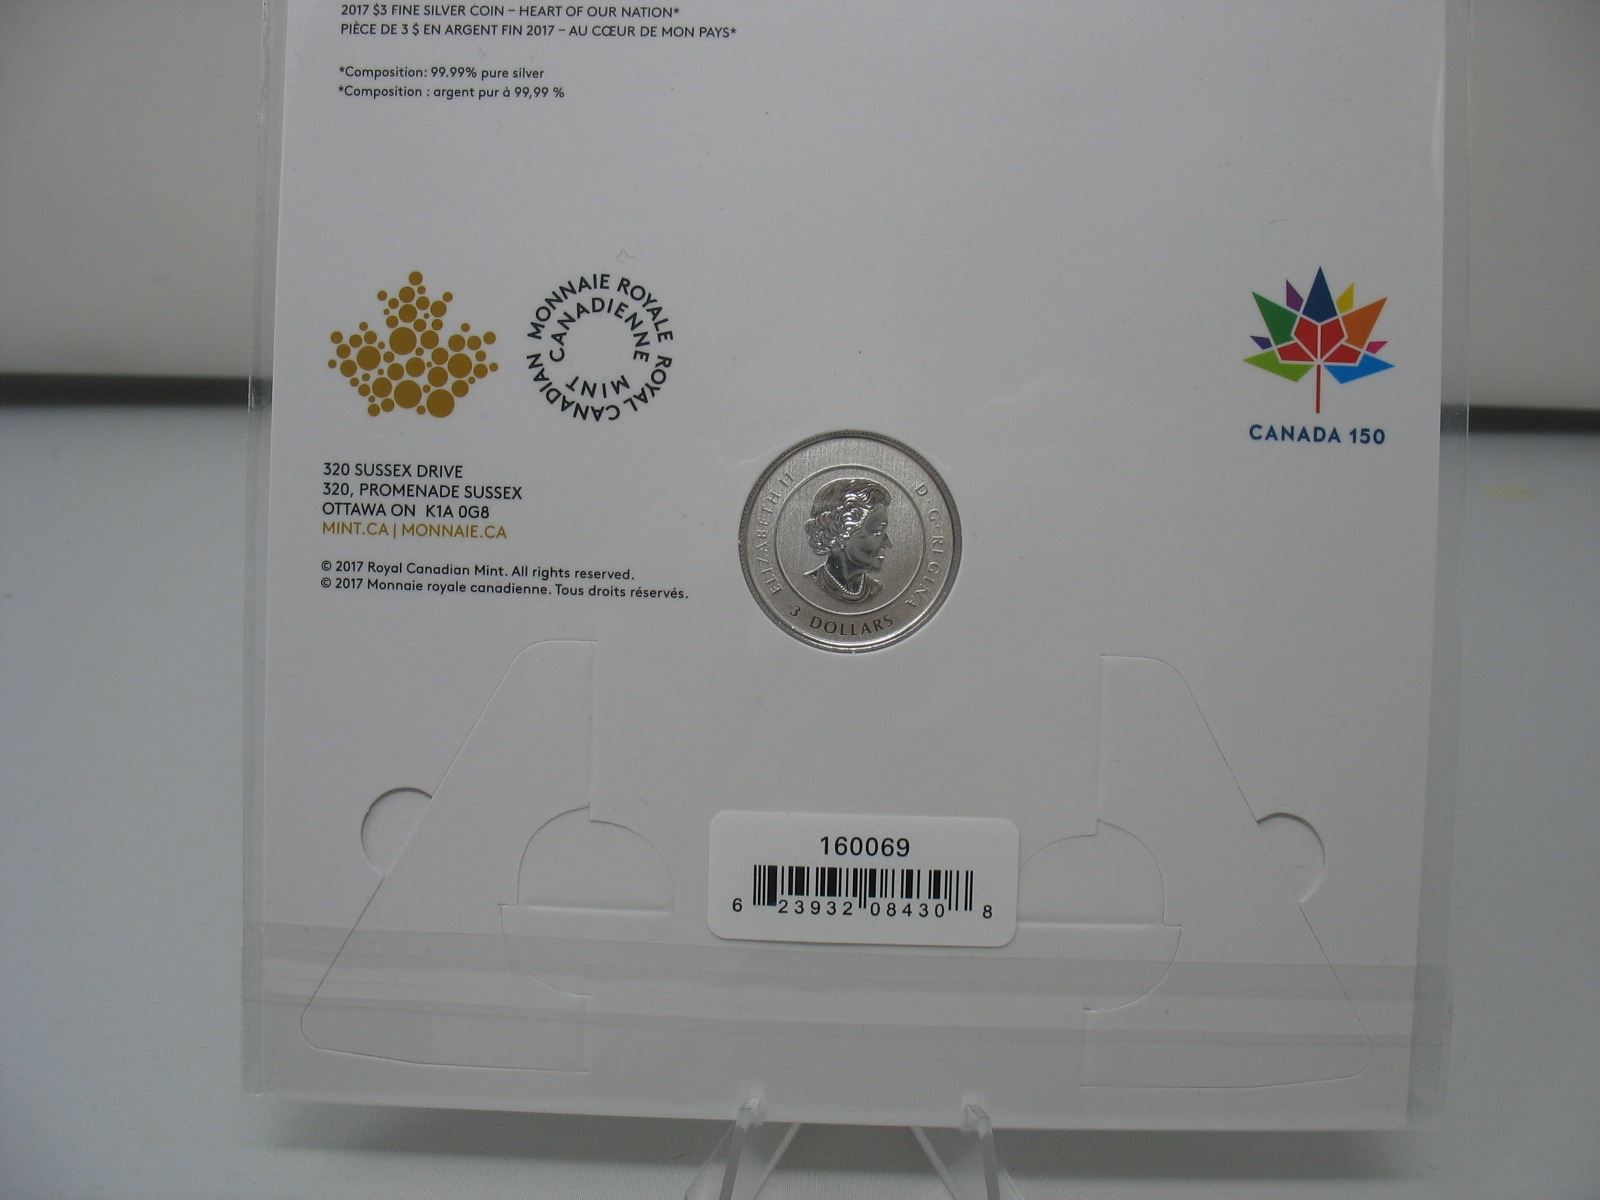 2017 $3 FINE SILVER COIN – HEART OF OUR NATION*
PIÈCE DE 3 $ EN ARGENT FIN 2017 – AU CŒUR DE MON PAYS*
*Composition: 99.99% pure silver
*Composition : argent pur à 99,99 %
MONNAIE ROYALE CANADIENNE
ROYAL CANADIAN MINT
CANADA 150
320 SUSSEX DRIVE
320, PROMENADE SUSSEX
OTTAWA ON K1A 0G8
MINT.CA | MONNAIE.CA
© 2017 Royal Canadian Mint. All rights reserved.
© 2017 Monnaie royale canadienne. Tous droits réservés.
ELIZABETH II D·G·REGINA
3 DOLLARS
160069
6 23932 08430 8